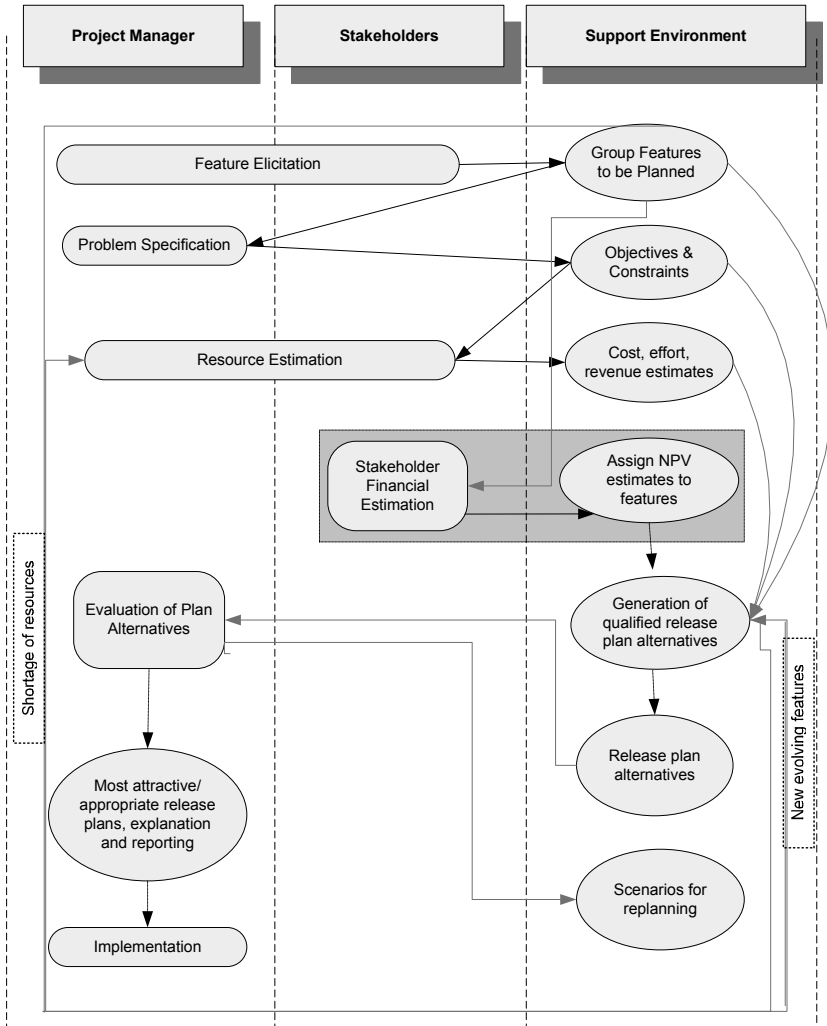 Project Manager
Stakeholders
Support Environment
Feature Elicitation
Group Features
to be Planned
Problem Specification
Objectives &
Constraints
Resource Estimation
Cost, effort,
revenue estimates
Stakeholder
Financial
Estimation
Assign NPV
estimates to
features
Shortage of resources
Evaluation of Plan
Alternatives
Generation of
qualified release
plan alternatives
New evolving features
Release plan
alternatives
Most attractive/
appropriate release
plans, explanation
and reporting
Scenarios for
replanning
Implementation